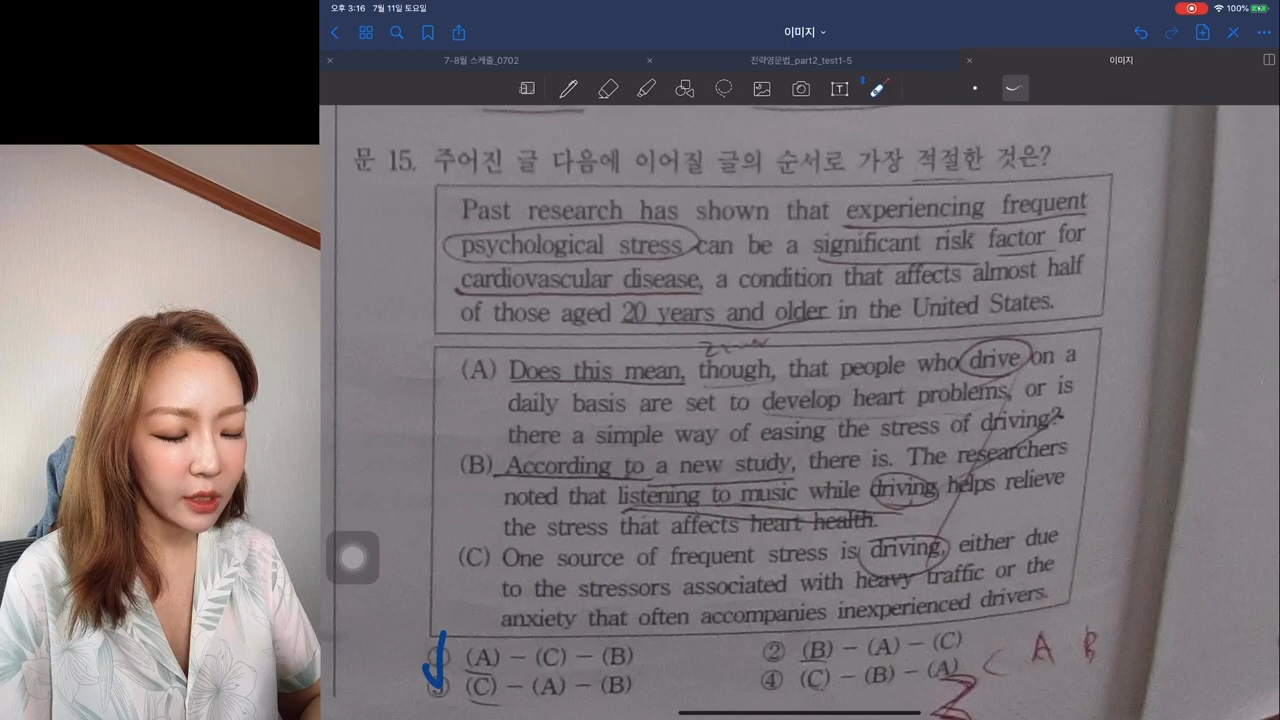 오후 3:16 7월 11일 토요일
100%
이미지
7-8월 스케줄_0702
전략영문법_part2_test1-5
이미지
문 15. 주어진 글 다음에 이어질 글의 순서로 가장 적절한 것은?
Past research has shown that experiencing frequent
psychological stress can be a significant risk factor for
cardiovascular disease, a condition that affects almost half
of those aged 20 years and older in the United States.
(A) Does this mean, though, that people who drive on a
daily basis are set to develop heart problems, or is
there a simple way of easing the stress of driving?
(B) According to a new study, there is. The researchers
noted that listening to music while driving helps relieve
the stress that affects heart health.
(C) One source of frequent stress is driving, either due
to the stressors associated with heavy traffic or the
anxiety that often accompanies inexperienced drivers.
① (A) - (C) - (B)
② (B) - (A) - (C)
③ (C) - (A) - (B)
④ (C) - (B) - (A)
C A B